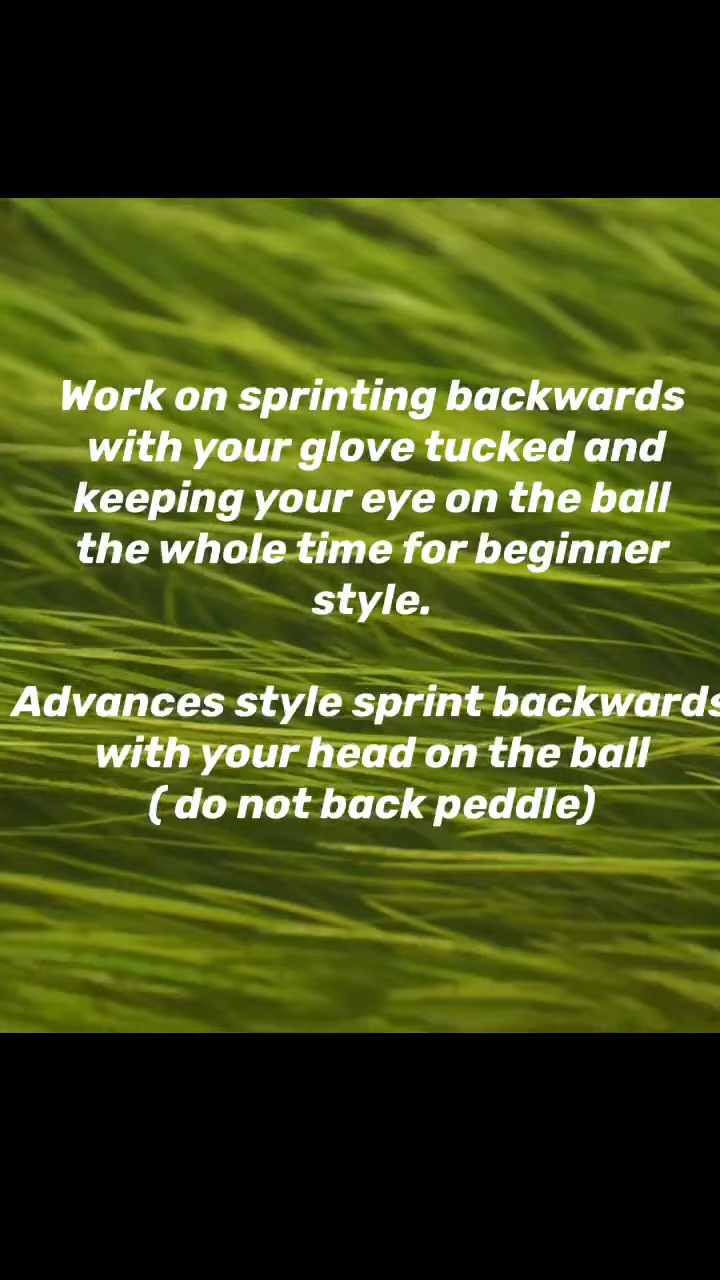 Work on sprinting backwards
with your glove tucked and
keeping your eye on the ball
the whole time for beginner
style.
Advances style sprint backwards
with your head on the ball
( do not back peddle)